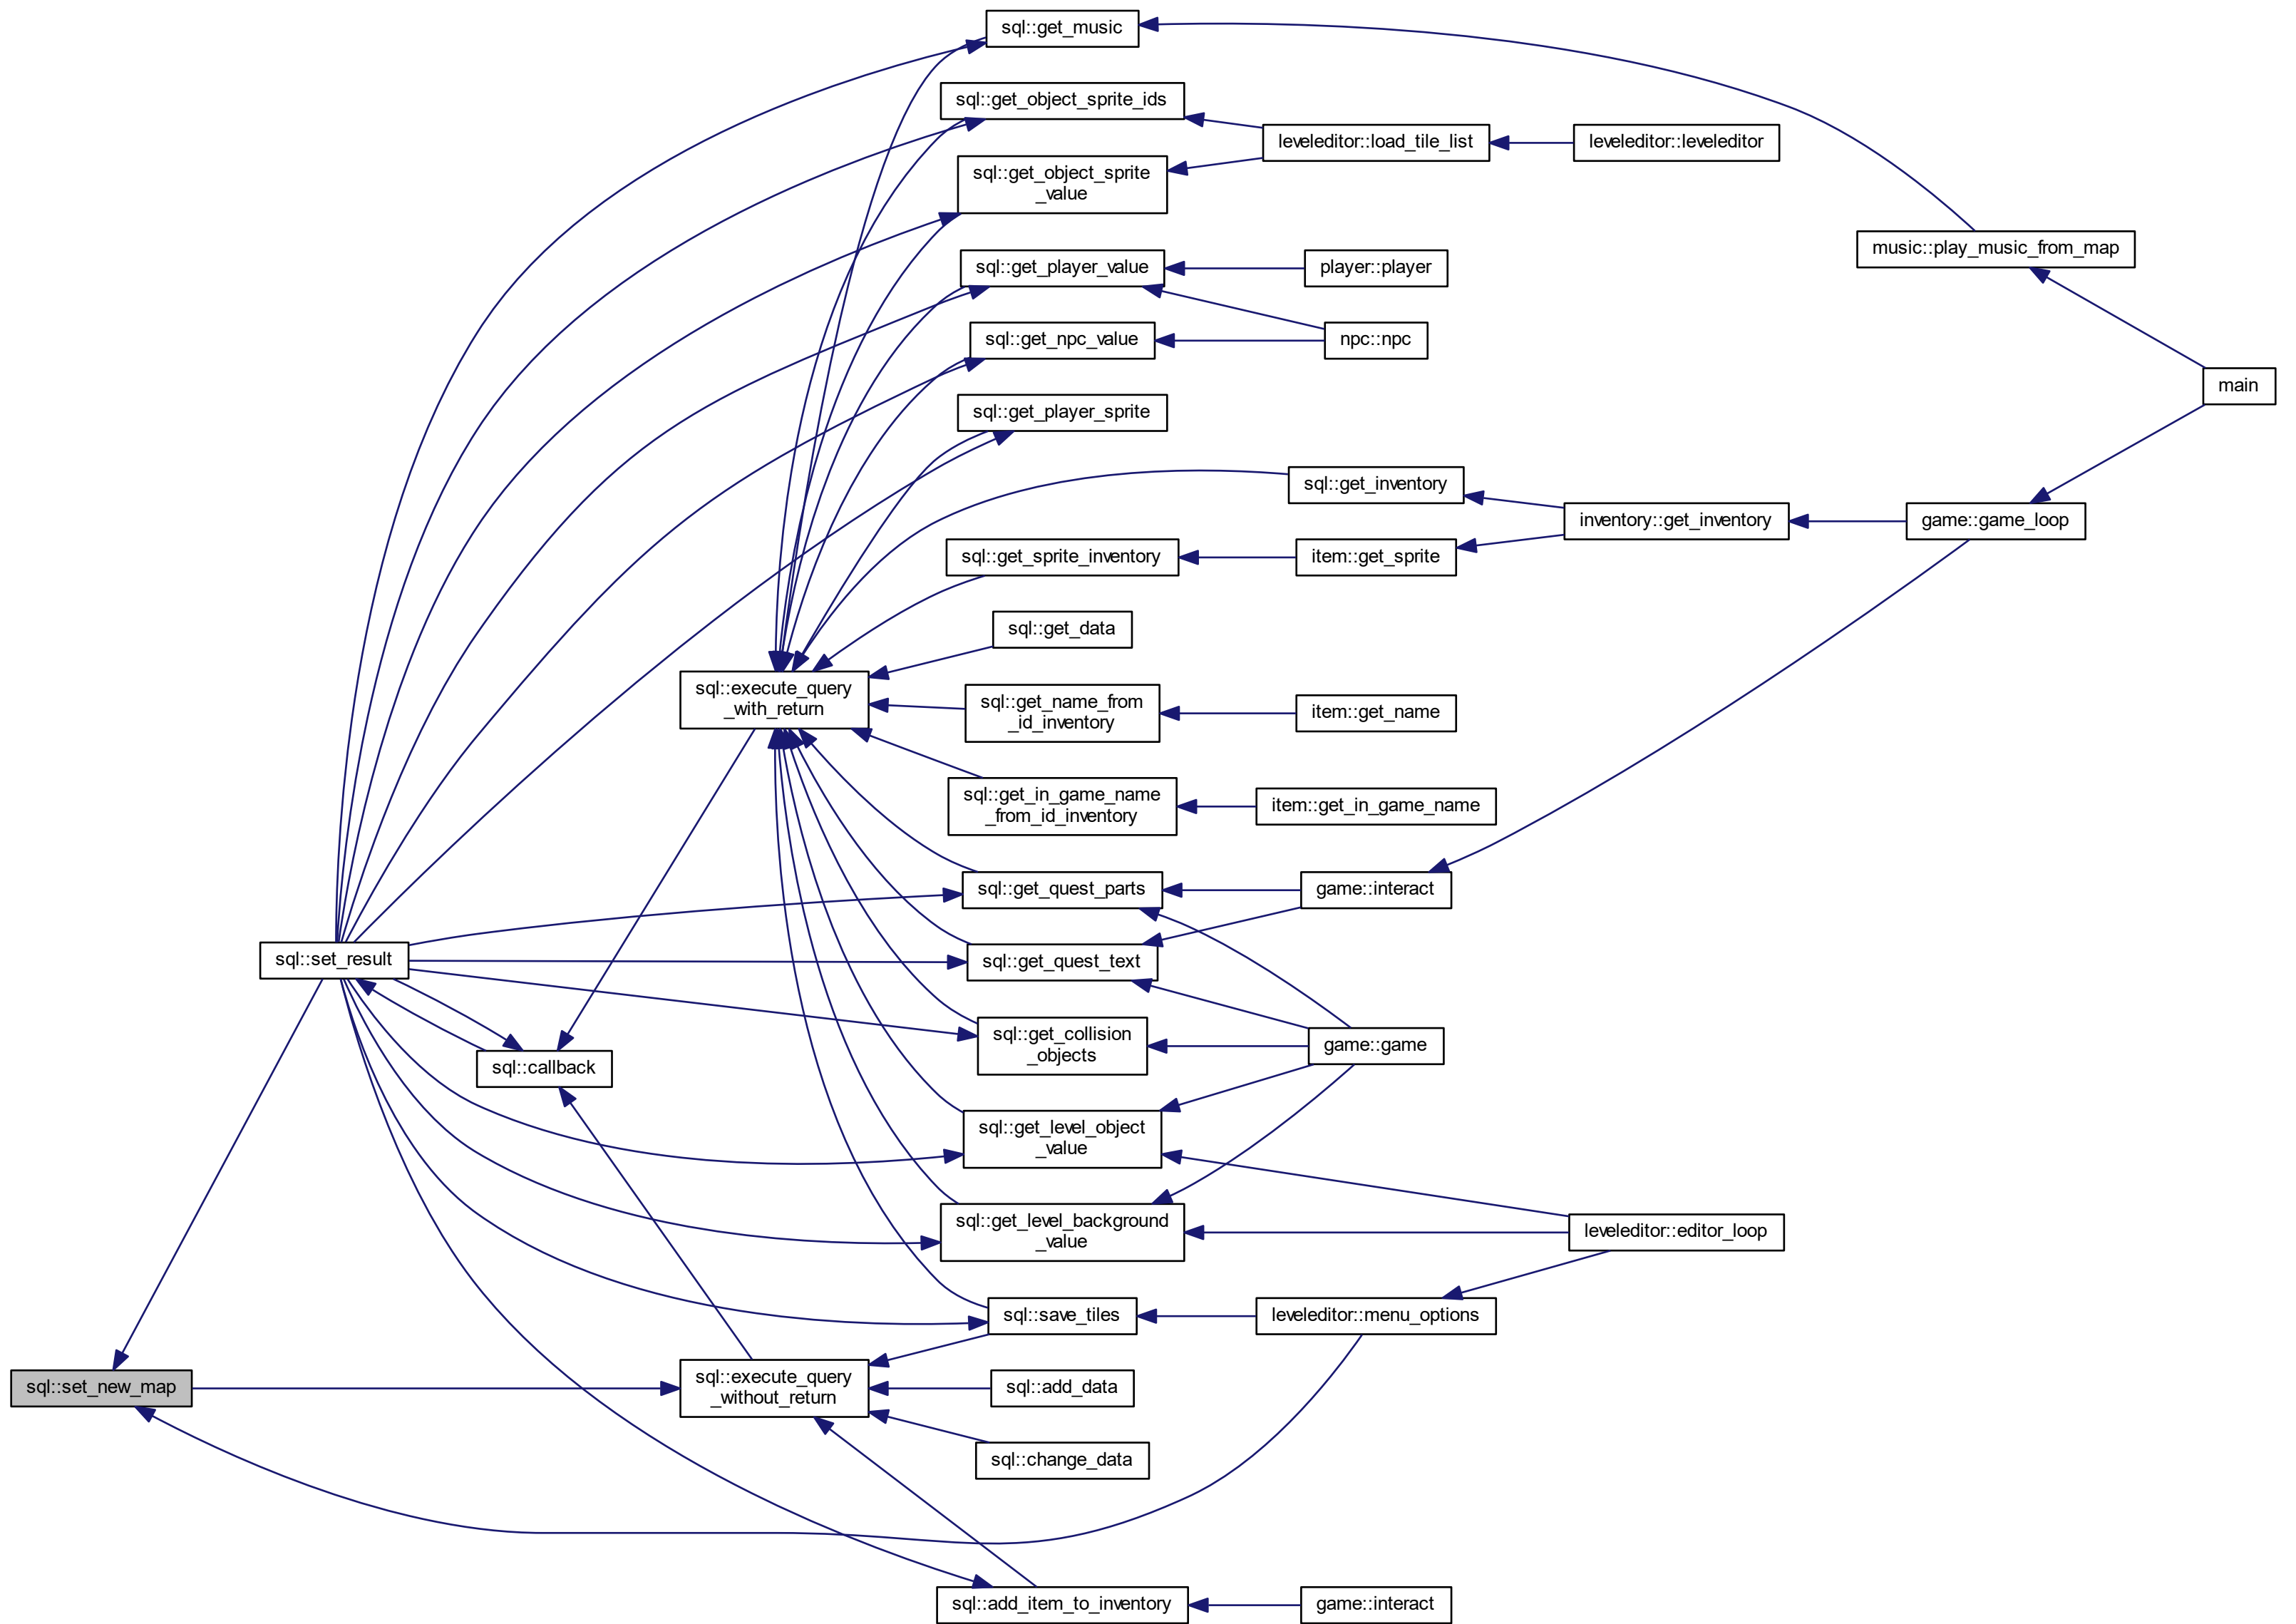 sql::get_music
sql::get_object_sprite_ids
leveleditor::load_tile_list
leveleditor::leveleditor
sql::get_object_sprite
_value
music::play_music_from_map
sql::get_player_value
player::player
sql::get_npc_value
npc::npc
main
sql::get_player_sprite
sql::get_inventory
inventory::get_inventory
game::game_loop
sql::get_sprite_inventory
item::get_sprite
sql::get_data
sql::execute_query
_with_return
sql::get_name_from
_id_inventory
item::get_name
sql::get_in_game_name
_from_id_inventory
item::get_in_game_name
sql::get_quest_parts
game::interact
sql::set_result
sql::get_quest_text
sql::get_collision
_objects
game::game
sql::callback
sql::get_level_object
_value
sql::get_level_background
_value
leveleditor::editor_loop
sql::save_tiles
leveleditor::menu_options
sql::set_new_map
sql::execute_query
_without_return
sql::add_data
sql::change_data
sql::add_item_to_inventory
game::interact